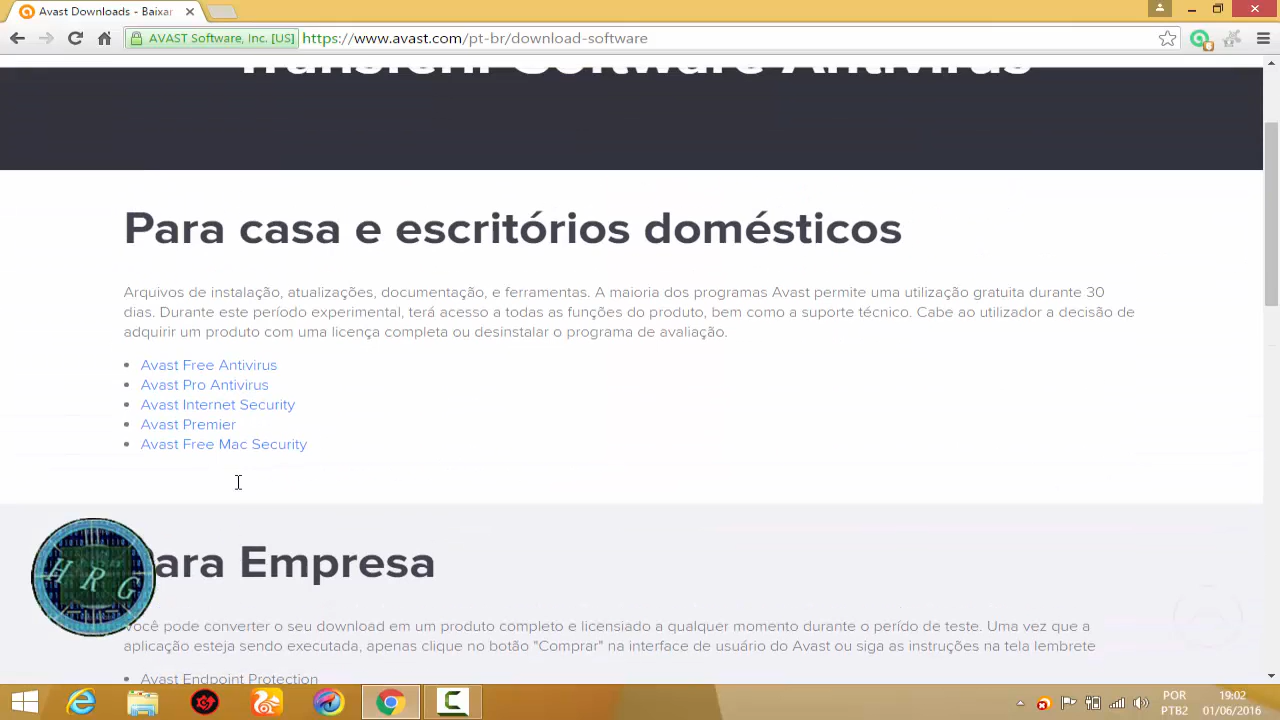 Avast Downloads - Baixar
AVAST Software, Inc. [US] https://www.avast.com/pt-br/download-software
Software Antivirus
Para casa e escritórios domésticos
Arquivos de instalação, atualizações, documentação, e ferramentas. A maioria dos programas Avast permite uma utilização gratuita durante 30
dias. Durante este período experimental, terá acesso a todas as funções do produto, bem como a suporte técnico. Cabe ao utilizador a decisão de
adquirir um produto com uma licença completa ou desinstalar o programa de avaliação.
Avast Free Antivirus
Avast Pro Antivirus
Avast Internet Security
Avast Premier
Avast Free Mac Security
Para Empresa
HRG
Você pode converter o seu download em um produto completo e licensiado a qualquer momento durante o perído de teste. Uma vez que a
aplicação esteja sendo executada, apenas clique no botão "Comprar" na interface de usuário do Avast ou siga as instruções na tela lembrete
Avast Endpoint Protection
POR 19:02
PTB2 01/06/2016